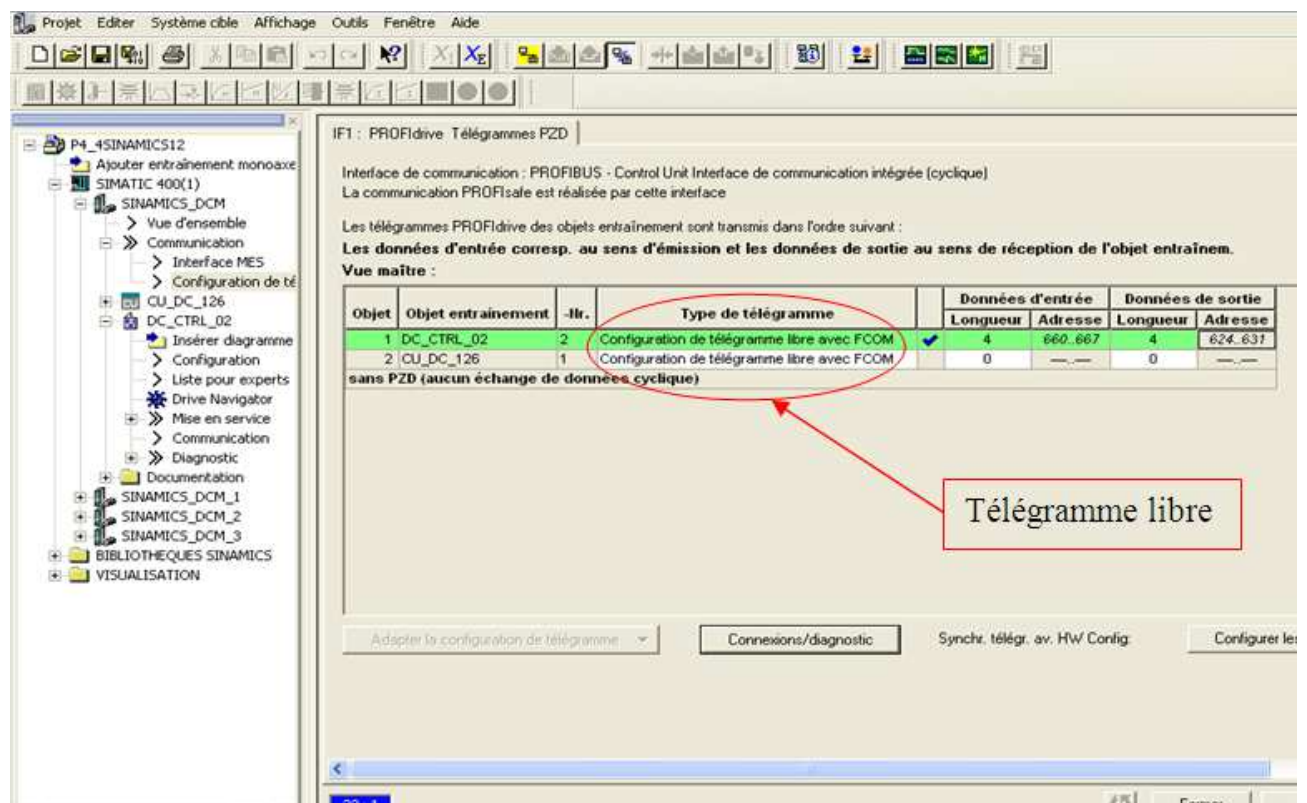 Projet Editer Système cible Affichage Outils Fenêtre Aide
P4_4SINAMICS12
Ajouter entraînement monoaxe
SIMATIC 400(1)
SINAMICS_DCM
Vue d'ensemble
Communication
Interface MES
Configuration de té
CU_DC_126
DC_CTRL_02
Insérer diagramme
Configuration
Liste pour experts
Drive Navigator
Mise en service
Communication
Diagnostic
Documentation
SINAMICS_DCM_1
SINAMICS_DCM_2
SINAMICS_DCM_3
BIBLIOTHEQUES SINAMICS
VISUALISATION
IF1 : PROFIdrive Télégrammes PZD
Interface de communication : PROFIBUS - Control Unit Interface de communication intégrée (cyclique)
La communication PROFIsafe est réalisée par cette interface
Les télégrammes PROFIdrive des objets entraînement sont transmis dans l'ordre suivant :
Les données d'entrée corresp. au sens d'émission et les données de sortie au sens de réception de l'objet entraînem.
Vue maître :
Objet Objet entrainement -Nr. Type de télégramme Données d'entrée Données de sortie
Longueur Adresse Longueur Adresse
1 DC_CTRL_02 2 Configuration de télégramme libre avec FCOM 4 660..667 4 624..631
2 CU_DC_126 1 Configuration de télégramme libre avec FCOM 0 ---..--- 0 ---..---
sans PZD (aucun échange de données cyclique)
Télégramme libre
Adapter la configuration de télégramme Connexions/diagnostic Synchr. télégr. av. HW Config: Configurer les